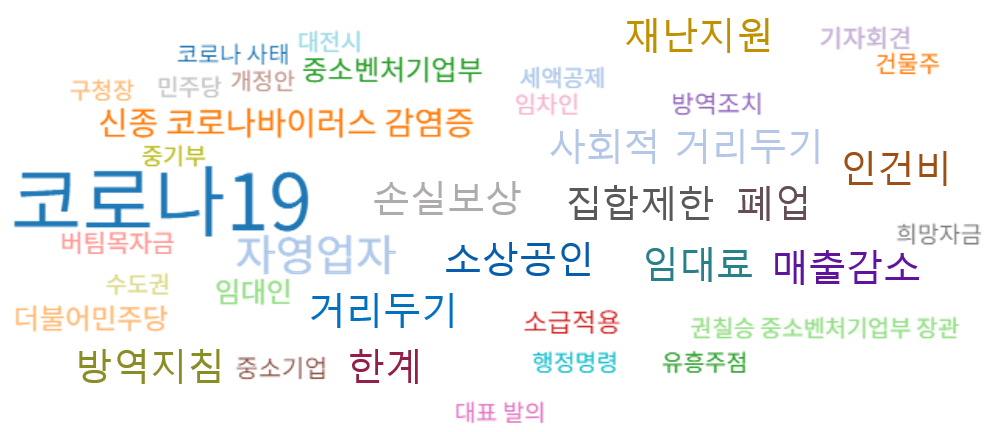 재난지원
기자회견
대전시
코로나 사태
건물주
중소벤처기업부
세액공제
개정안
민주당
구청장
임차인
방역조치
신종 코로나바이러스 감염증
사회적 거리두기
중기부
인건비
코로나19
손실보상
집합제한
폐업
희망자금
버팀목자금
자영업자
소상공인
임대료
매출감소
수도권
임대인
거리두기
더불어민주당
소급적용
권칠승 중소벤처기업부 장관
방역지침
중소기업
한계
행정명령
유흥주점
대표 발의